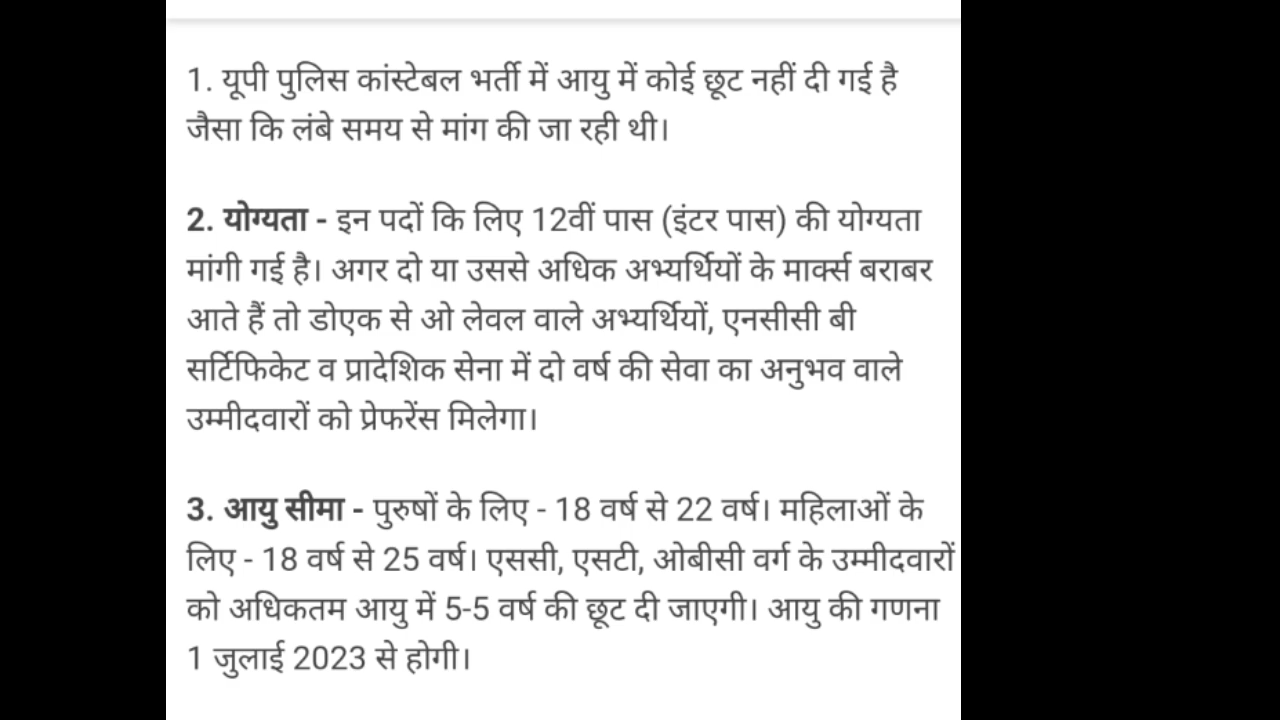 1. यूपी पुलिस कांस्टेबल भर्ती में आयु में कोई छूट नहीं दी गई है
जैसा कि लंबे समय से मांग की जा रही थी।
2. योग्यता - इन पदों कि लिए 12वीं पास (इंटर पास) की योग्यता
मांगी गई है। अगर दो या उससे अधिक अभ्यर्थियों के मार्क्स बराबर
आते हैं तो डोएक से ओ लेवल वाले अभ्यर्थियों, एनसीसी बी
सर्टिफिकेट व प्रादेशिक सेना में दो वर्ष की सेवा का अनुभव वाले
उम्मीदवारों को प्रेफरेंस मिलेगा।
3. आयु सीमा - पुरुषों के लिए - 18 वर्ष से 22 वर्ष। महिलाओं के
लिए - 18 वर्ष से 25 वर्ष। एससी, एसटी, ओबीसी वर्ग के उम्मीदवारों
को अधिकतम आयु में 5-5 वर्ष की छूट दी जाएगी। आयु की गणना
1 जुलाई 2023 से होगी।